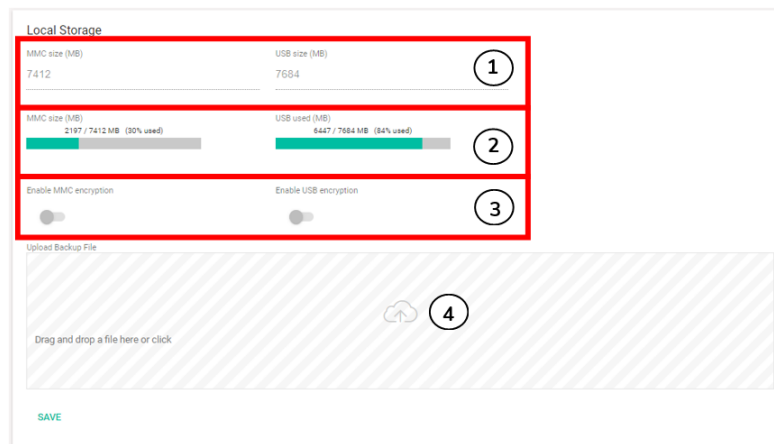 Local Storage
MMC size (MB) USB size (MB)
7412 7684 1
MMC size (MB) USB used (MB)
2197 / 7412 MB (30% used) 6447 / 7684 MB (84% used)
2
Enable MMC encryption Enable USB encryption
3
Upload Backup File
4
Drag and drop a file here or click
SAVE